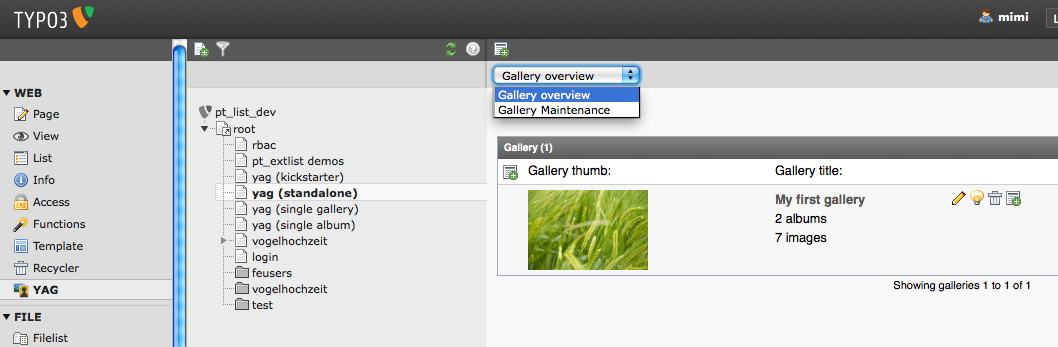 TYPO3
mimi
L
WEB
Page
View
List
Info
Access
Functions
Template
Recycler
YAG
FILE
Filelist
pt_list_dev
root
rbac
pt_extlist demos
yag (kickstarter)
yag (standalone)
yag (single gallery)
yag (single album)
vogelhochzeit
login
feusers
vogelhochzeit
test
Gallery overview
Gallery overview
Gallery Maintenance
Gallery (1)
Gallery thumb: Gallery title:
My first gallery
2 albums
7 images
Showing galleries 1 to 1 of 1